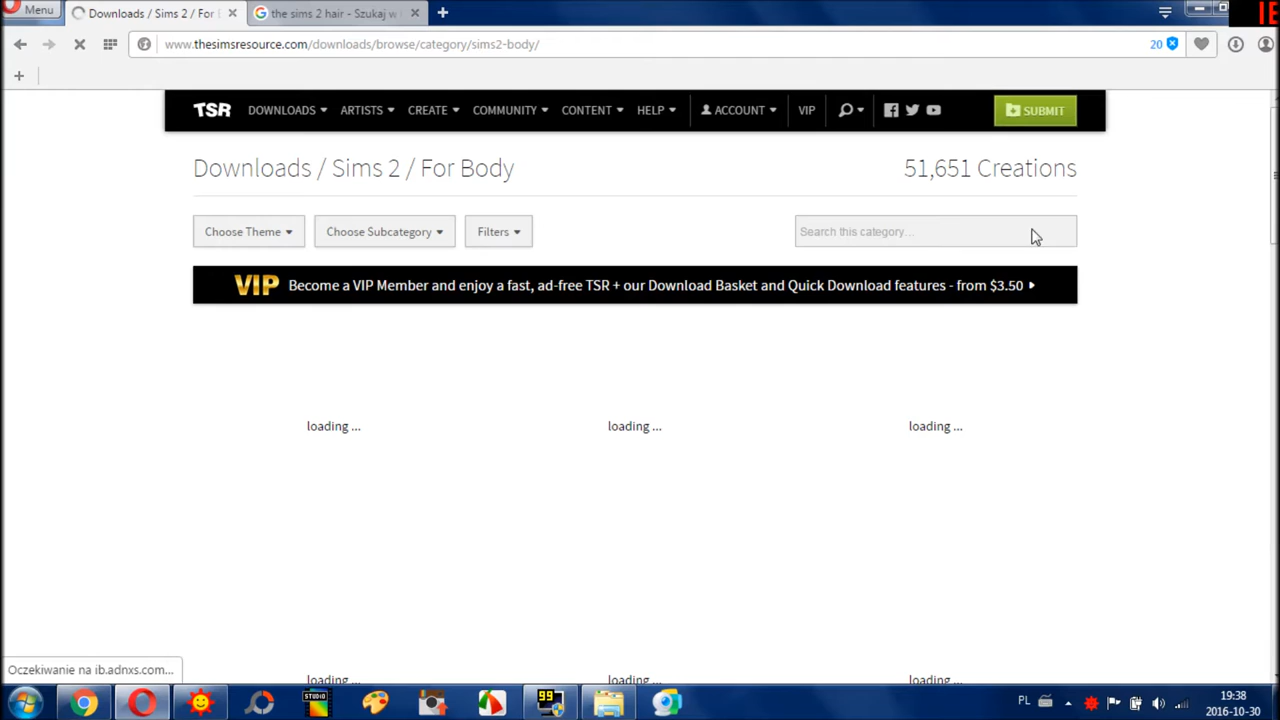 Menu
Downloads / Sims 2 / For B
the sims 2 hair - Szukaj w
IE
www.thesimsresource.com/downloads/browse/category/sims2-body/
20
TSR DOWNLOADS ARTISTS CREATE COMMUNITY CONTENT HELP ACCOUNT VIP SUBMIT
Downloads / Sims 2 / For Body
51,651 Creations
Choose Theme Choose Subcategory Filters
Search this category...
VIP Become a VIP Member and enjoy a fast, ad-free TSR + our Download Basket and Quick Download features - from $3.50
loading ... loading ... loading ...
loading ... loading ... loading ...
Oczekiwanie na ib.adnxs.com...
STUDIO
99
PL
19:38
2016-10-30